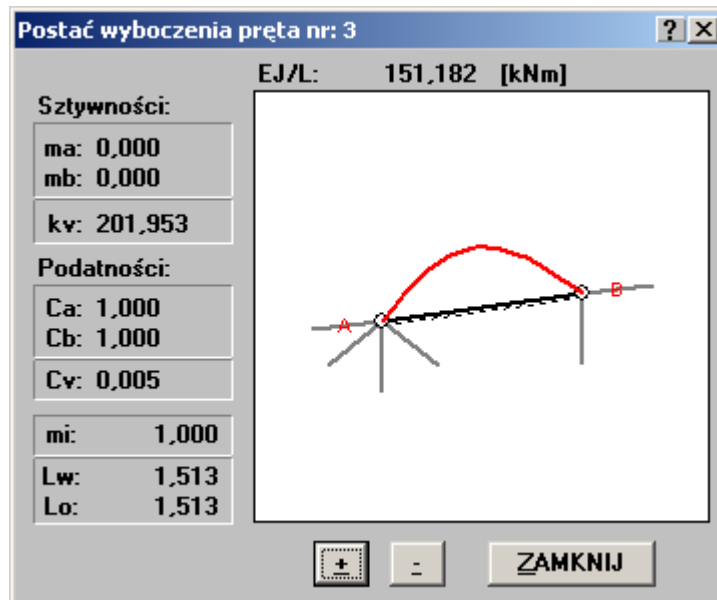 Postać wyboczenia pręta nr: 3
EJ/L: 151,182 [kNm]
Sztywności:
ma: 0,000
mb: 0,000
kv: 201,953
Podatności:
Ca: 1,000
Cb: 1,000
Cv: 0,005
mi: 1,000
Lw: 1,513
Lo: 1,513
A
B
+
-
ZAMKNIJ